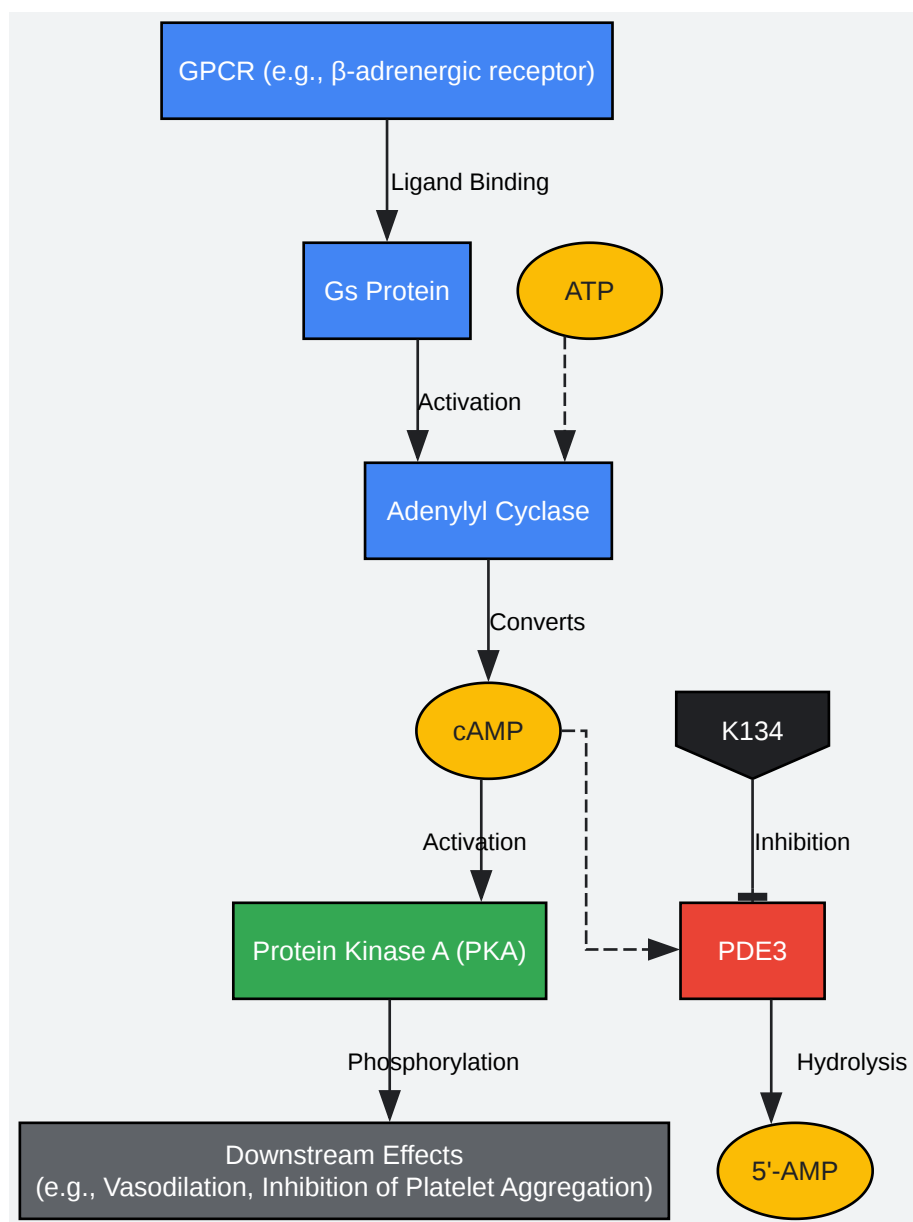 GPCR (e.g., β-adrenergic receptor)
Ligand Binding
Gs Protein
ATP
Activation
Adenylyl Cyclase
Converts
cAMP
K134
Activation
Inhibition
Protein Kinase A (PKA)
PDE3
Phosphorylation
Hydrolysis
Downstream Effects
(e.g., Vasodilation, Inhibition of Platelet Aggregation)
5'-AMP